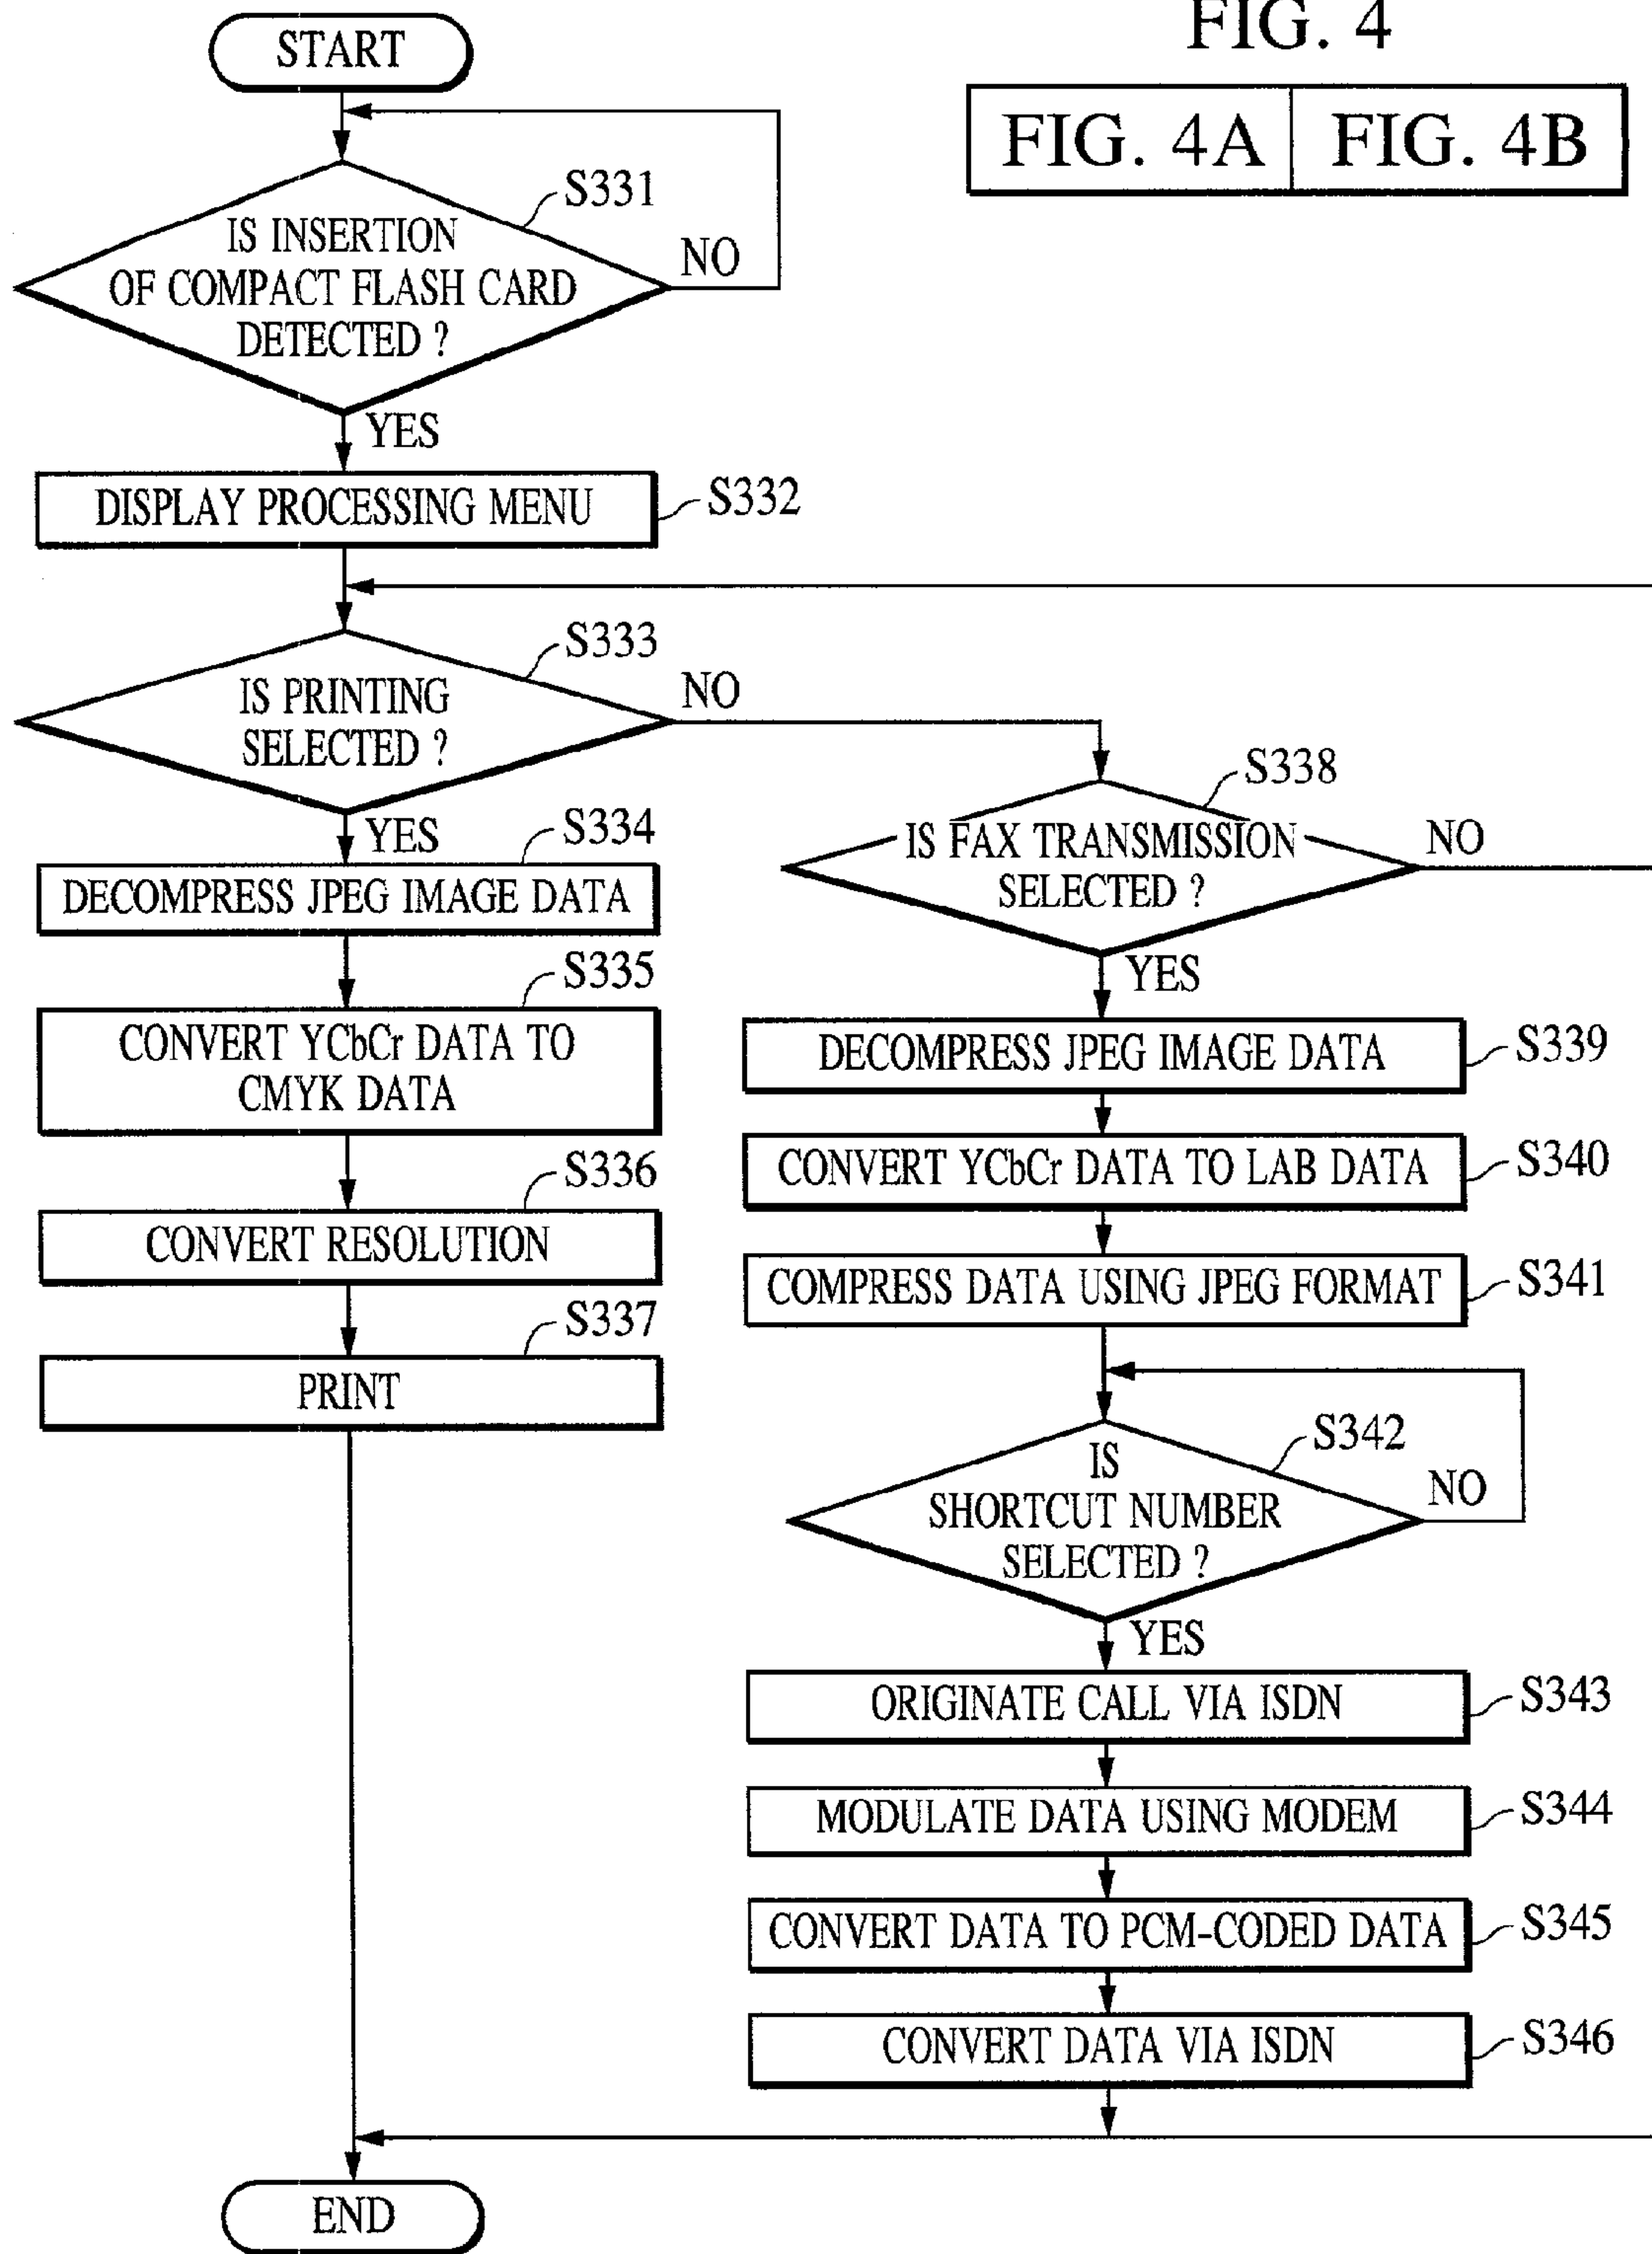 FIG. 4
FIG. 4A FIG. 4B
START
S331
IS INSERTION
OF COMPACT FLASH CARD
DETECTED ?
NO
YES
DISPLAY PROCESSING MENU
S332
S333
IS PRINTING
SELECTED ?
NO
YES
S334
DECOMPRESS JPEG IMAGE DATA
S335
CONVERT YCbCr DATA TO
CMYK DATA
S336
CONVERT RESOLUTION
S337
PRINT
S338
IS FAX TRANSMISSION
SELECTED ?
NO
YES
DECOMPRESS JPEG IMAGE DATA
S339
CONVERT YCbCr DATA TO LAB DATA
S340
COMPRESS DATA USING JPEG FORMAT
S341
S342
IS
SHORTCUT NUMBER
SELECTED ?
NO
YES
ORIGINATE CALL VIA ISDN
S343
MODULATE DATA USING MODEM
S344
CONVERT DATA TO PCM-CODED DATA
S345
CONVERT DATA VIA ISDN
S346
END